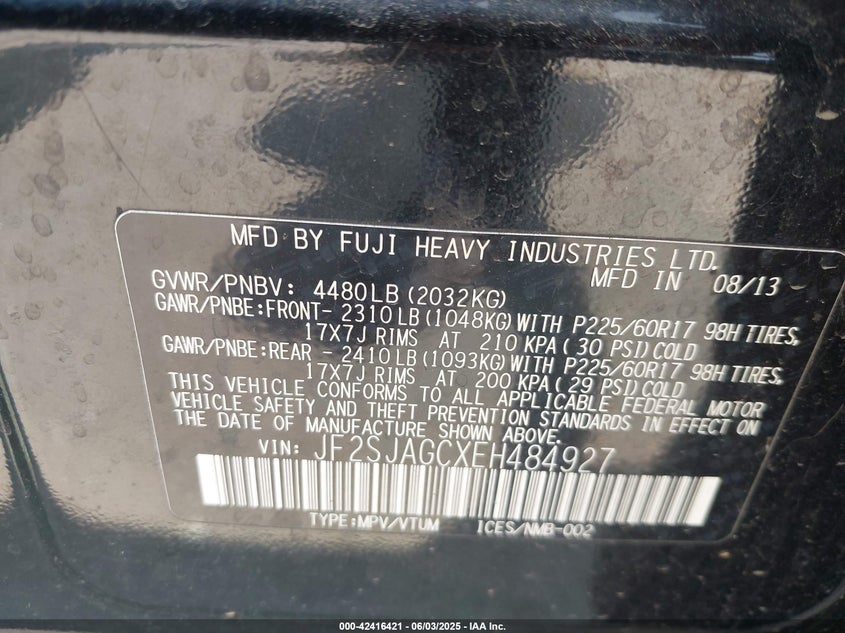 MFD BY FUJI HEAVY INDUSTRIES LTD.
MFD IN 08/13
GVWR/PNBV: 4480LB (2032KG)
GAWR/PNBE:FRONT- 2310LB (1048KG) WITH P225/60R17 98H TIRES,
17X7J RIMS AT 210 KPA (30 PSI) COLD
GAWR/PNBE:REAR - 2410LB (1093KG) WITH P225/60R17 98H TIRES,
17X7J RIMS AT 200 KPA (29 PSI) COLD
THIS VEHICLE CONFORMS TO ALL APPLICABLE FEDERAL MOTOR
VEHICLE SAFETY AND THEFT PREVENTION STANDARDS IN EFFECT ON
THE DATE OF MANUFACTURE SHOWN ABOVE.
VIN: JF2SJAGCXEH484927
TYPE:MPV/VTUM ICES/NMB-002
000-42416421 - 06/03/2025 - IAA Inc.